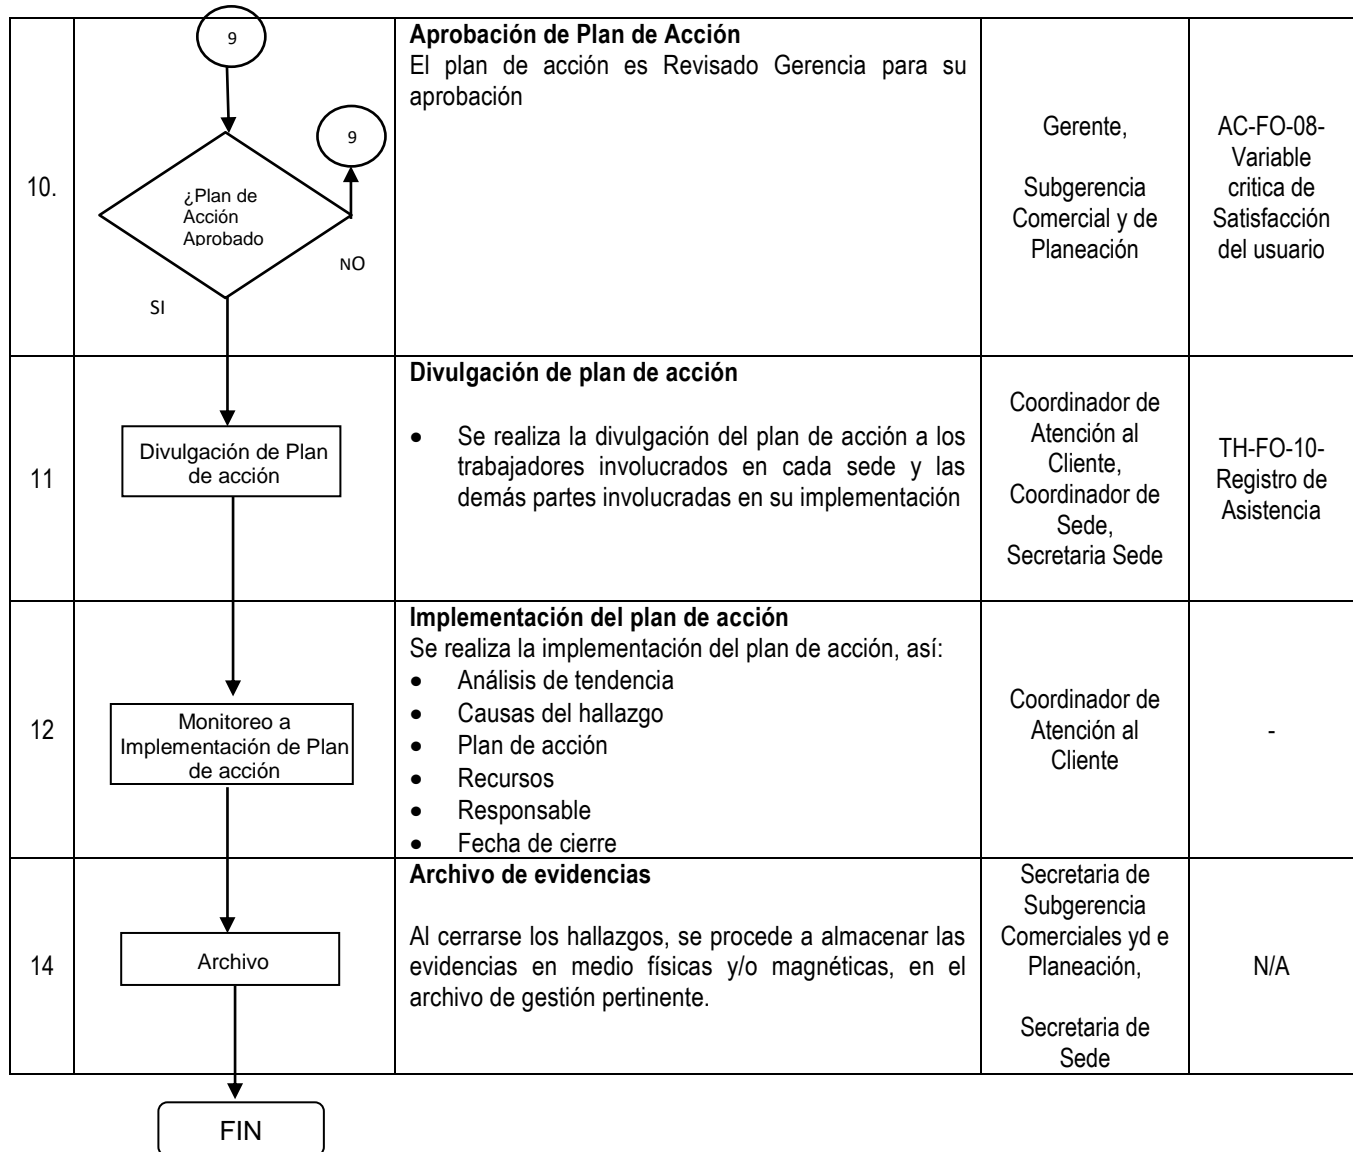 10.
9
9
¿Plan de
Acción
Aprobado
NO
SI
Aprobación de Plan de Acción
El plan de acción es Revisado Gerencia para su
aprobación
Gerente,
Subgerencia
Comercial y de
Planeación
AC-FO-08-
Variable
critica de
Satisfacción
del usuario
11
Divulgación de Plan
de acción
Divulgación de plan de acción
• Se realiza la divulgación del plan de acción a los
trabajadores involucrados en cada sede y las
demás partes involucradas en su implementación
Coordinador de
Atención al
Cliente,
Coordinador de
Sede,
Secretaria Sede
TH-FO-10-
Registro de
Asistencia
12
Monitoreo a
Implementación de Plan
de acción
Implementación del plan de acción
Se realiza la implementación del plan de acción, así:
• Análisis de tendencia
• Causas del hallazgo
• Plan de acción
• Recursos
• Responsable
• Fecha de cierre
Coordinador de
Atención al
Cliente
-
14
Archivo
Archivo de evidencias
Al cerrarse los hallazgos, se procede a almacenar las
evidencias en medio físicas y/o magnéticas, en el
archivo de gestión pertinente.
Secretaria de
Subgerencia
Comerciales yd e
Planeación,
Secretaria de
Sede
N/A
FIN